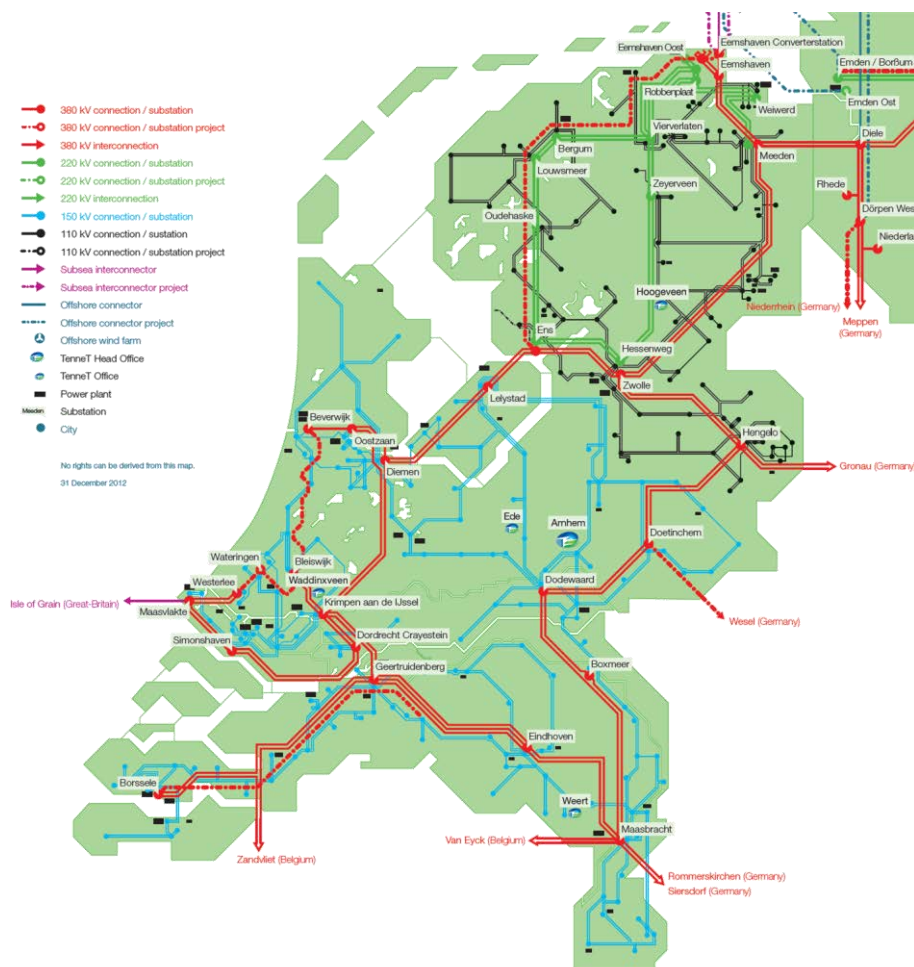 380 kV connection / substation
380 kV connection / substation project
380 kV interconnection
220 kV connection / substation
220 kV connection / substation project
220 kV interconnection
150 kV connection / substation
110 kV connection / sustation
110 kV connection / substation project
Subsea interconnector
Subsea interconnector project
Offshore connector
Offshore connector project
Offshore wind farm
TenneT Head Office
TenneT Office
Power plant
Meeden Substation
City
No rights can be derived from this map.
31 December 2012
Eemshaven Oost
Eemshaven Converterstation
Eemshaven
Emden / Borßum
Robbenplaat
Weiwerd
Emden Ost
Vierverlaten
Diele
Bergum
Meeden
Louwsmeer
Zeyerveen
Rhede
Oudehaske
Dörpen Wes
Niederla
Hoogeveen
Niederrhein (Germany)
Meppen
(Germany)
Ens
Hessenweg
Zwolle
Lelystad
Beverwijk
Oostzaan
Hengelo
Diemen
Gronau (Germany)
Ede
Arnhem
Doetinchem
Wateringen
Bleiswijk
Westerlee
Waddinxveen
Dodewaard
Isle of Grain (Great-Britain)
Maasvlakte
Krimpen aan de IJssel
Wesel (Germany)
Simonshaven
Dordrecht Crayestein
Geertruidenberg
Boxmeer
Eindhoven
Borssele
Weert
Maasbracht
Van Eyck (Belgium)
Zandvliet (Belgium)
Rommerskirchen (Germany)
Siersdorf (Germany)